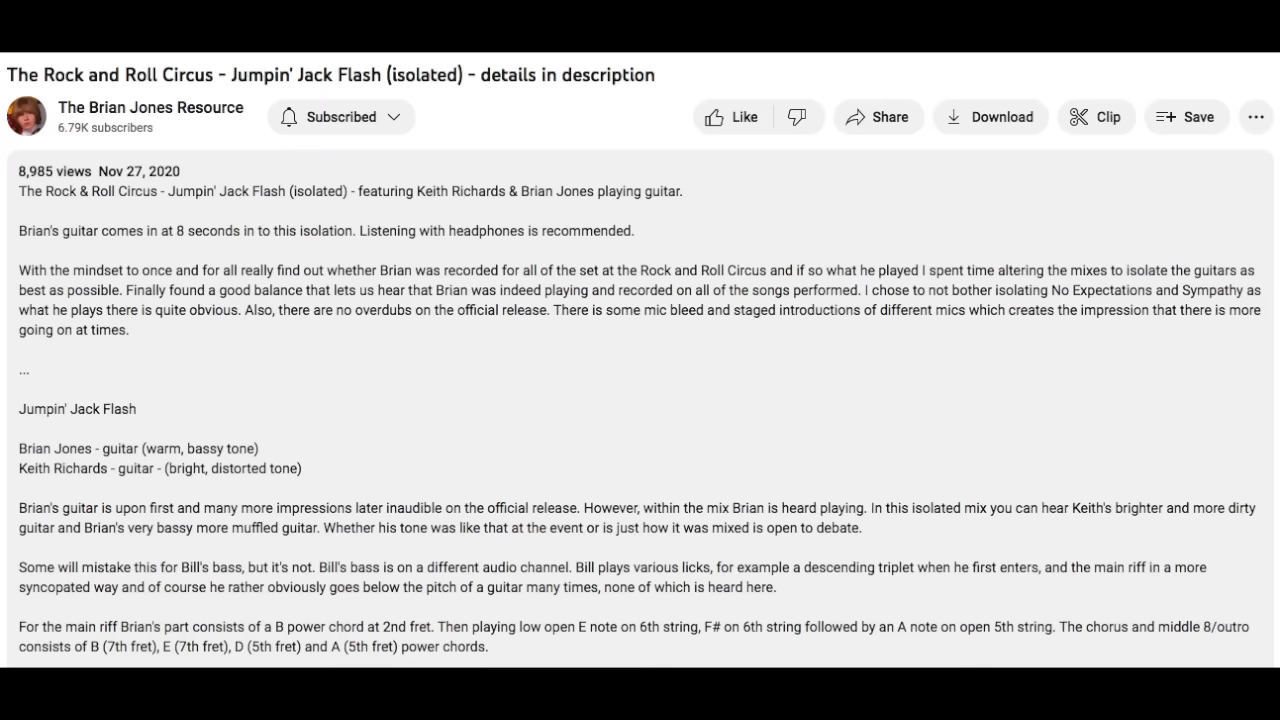 The Rock and Roll Circus - Jumpin' Jack Flash (isolated) - details in description
The Brian Jones Resource
6.79K subscribers
Subscribed
Like
Share
Download
Clip
Save
8,985 views Nov 27, 2020
The Rock & Roll Circus - Jumpin' Jack Flash (isolated) - featuring Keith Richards & Brian Jones playing guitar.
Brian's guitar comes in at 8 seconds in to this isolation. Listening with headphones is recommended.
With the mindset to once and for all really find out whether Brian was recorded for all of the set at the Rock and Roll Circus and if so what he played I spent time altering the mixes to isolate the guitars as
best as possible. Finally found a good balance that lets us hear that Brian was indeed playing and recorded on all of the songs performed. I chose to not bother isolating No Expectations and Sympathy as
what he plays there is quite obvious. Also, there are no overdubs on the official release. There is some mic bleed and staged introductions of different mics which creates the impression that there is more
going on at times.
...
Jumpin' Jack Flash
Brian Jones - guitar (warm, bassy tone)
Keith Richards - guitar - (bright, distorted tone)
Brian's guitar is upon first and many more impressions later inaudible on the official release. However, within the mix Brian is heard playing. In this isolated mix you can hear Keith's brighter and more dirty
guitar and Brian's very bassy more muffled guitar. Whether his tone was like that at the event or is just how it was mixed is open to debate.
Some will mistake this for Bill's bass, but it's not. Bill's bass is on a different audio channel. Bill plays various licks, for example a descending triplet when he first enters, and the main riff in a more
syncopated way and of course he rather obviously goes below the pitch of a guitar many times, none of which is heard here.
For the main riff Brian's part consists of a B power chord at 2nd fret. Then playing low open E note on 6th string, F# on 6th string followed by an A note on open 5th string. The chorus and middle 8/outro
consists of B (7th fret), E (7th fret), D (5th fret) and A (5th fret) power chords.